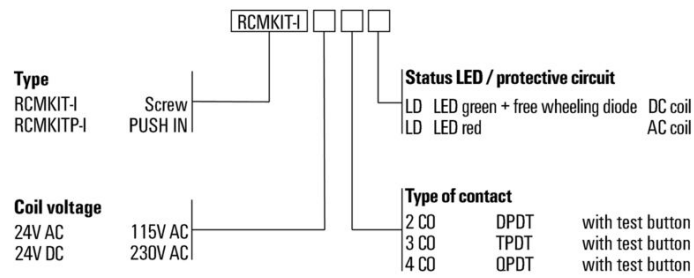 RCMKIT-I
Type
RCMKIT-I Screw
RCMKITP-I PUSH IN
Status LED / protective circuit
LD LED green + free wheeling diode DC coil
LD LED red AC coil
Coil voltage
24V AC 115V AC
24V DC 230V AC
Type of contact
2 CO DPDT with test button
3 CO TPDT with test button
4 CO QPDT with test button